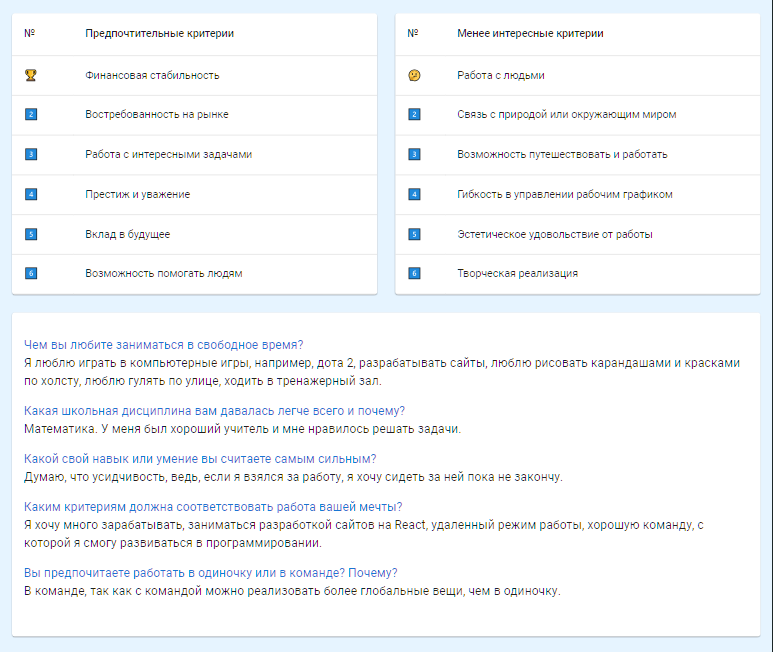 № Предпочтительные критерии
🏆 Финансовая стабильность
2 Востребованность на рынке
3 Работа с интересными задачами
4 Престиж и уважение
5 Вклад в будущее
6 Возможность помогать людям
№ Менее интересные критерии
🤔 Работа с людьми
2 Связь с природой или окружающим миром
3 Возможность путешествовать и работать
4 Гибкость в управлении рабочим графиком
5 Эстетическое удовольствие от работы
6 Творческая реализация
Чем вы любите заниматься в свободное время?
Я люблю играть в компьютерные игры, например, дота 2, разрабатывать сайты, люблю рисовать карандашами и красками
по холсту, люблю гулять по улице, ходить в тренажерный зал.
Какая школьная дисциплина вам давалась легче всего и почему?
Математика. У меня был хороший учитель и мне нравилось решать задачи.
Какой свой навык или умение вы считаете самым сильным?
Думаю, что усидчивость, ведь, если я взялся за работу, я хочу сидеть за ней пока не закончу.
Каким критериям должна соответствовать работа вашей мечты?
Я хочу много зарабатывать, заниматься разработкой сайтов на React, удаленный режим работы, хорошую команду, с
которой я смогу развиваться в программировании.
Вы предпочитаете работать в одиночку или в команде? Почему?
В команде, так как с командой можно реализовать более глобальные вещи, чем в одиночку.